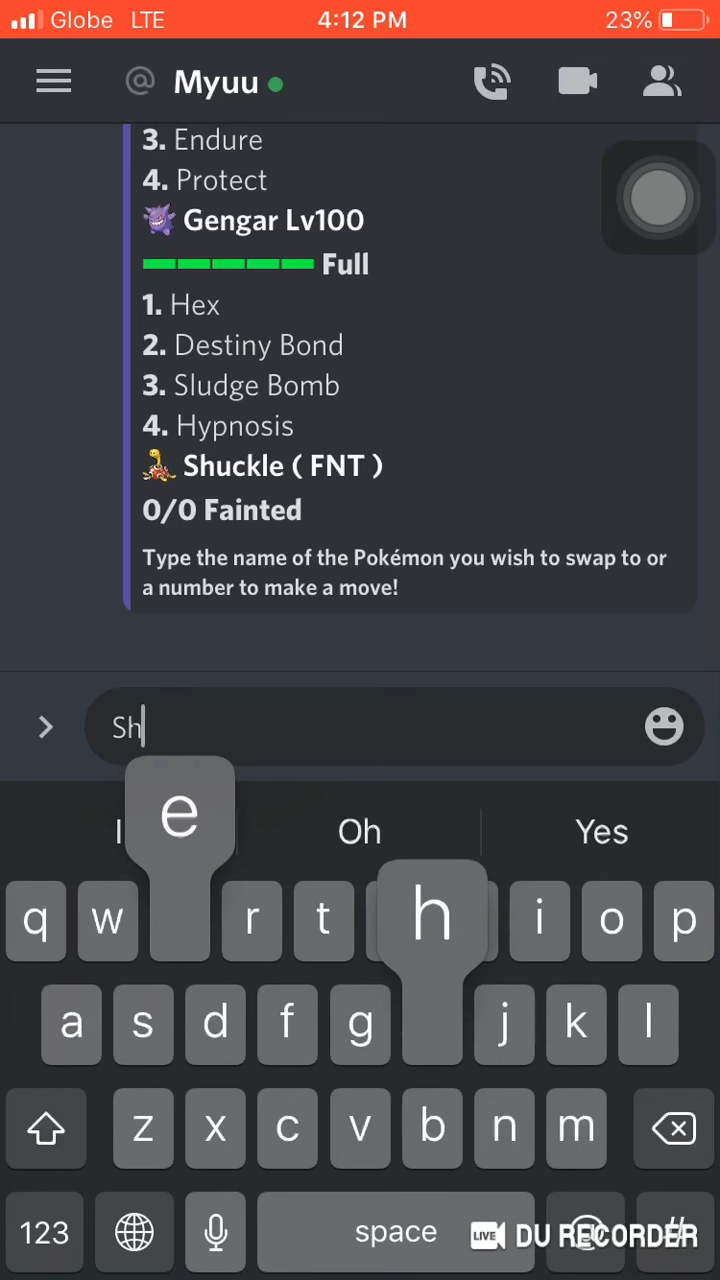 Globe LTE 4:12 PM 23%
@ Myuu
3. Endure
4. Protect
Gengar Lv100
Full
1. Hex
2. Destiny Bond
3. Sludge Bomb
4. Hypnosis
Shuckle ( FNT )
0/0 Fainted
Type the name of the Pokémon you wish to swap to or
a number to make a move!
Sh
I Oh Yes
e
h
q w r t i o p
a s d f g j k l
z x c v b n m
123 space @ #
LIVE DU RECORDER